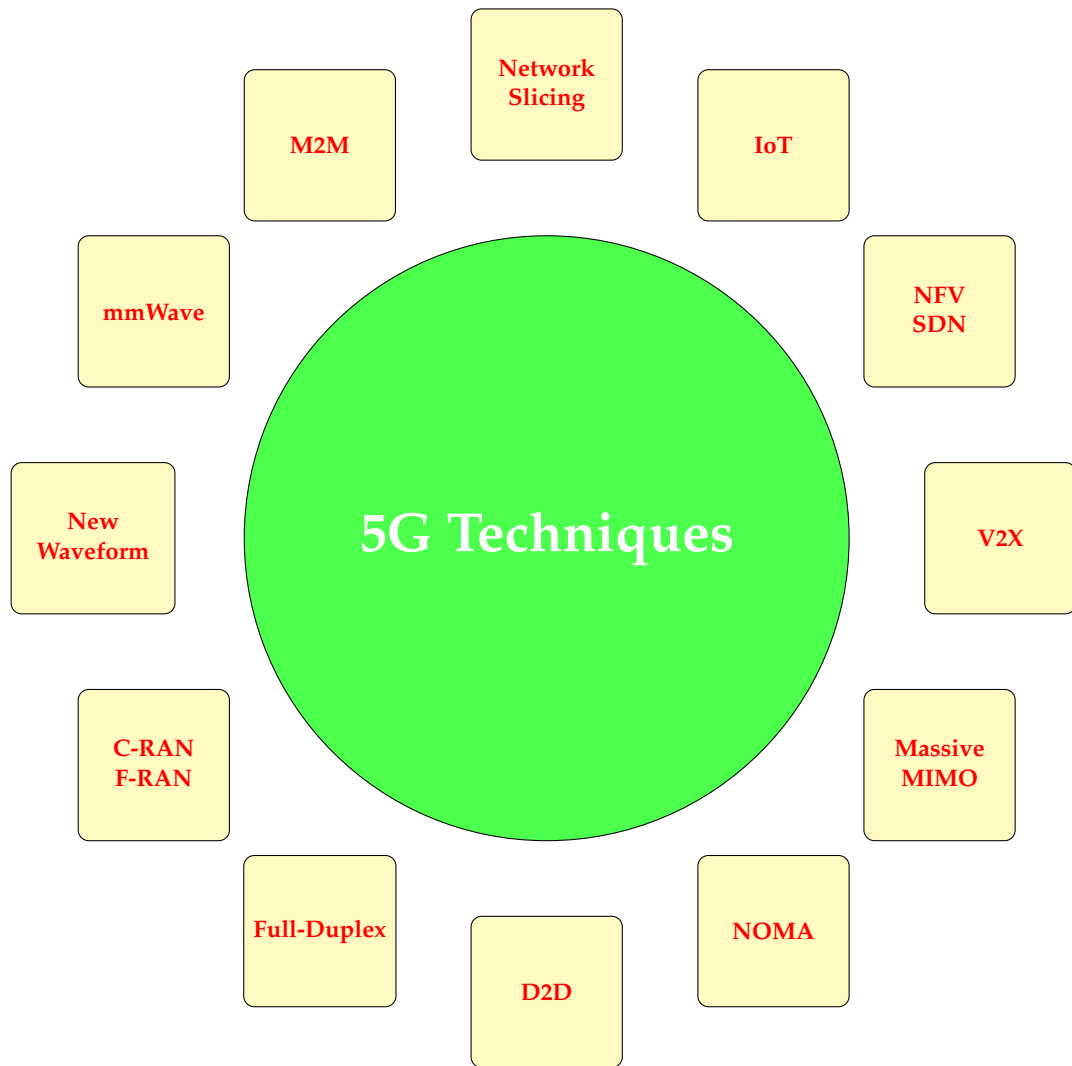 Network
Slicing
M2M
IoT
mmWave
NFV
SDN
New
Waveform
5G Techniques
V2X
C-RAN
F-RAN
Massive
MIMO
Full-Duplex
NOMA
D2D